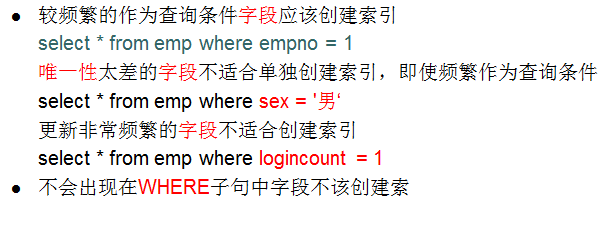 ● 较频繁的作为查询条件字段应该创建索引
select * from emp where empno = 1
唯一性太差的字段不适合单独创建索引，即使频繁作为查询条件
select * from emp where sex = '男‘
更新非常频繁的字段不适合创建索引
select * from emp where logincount = 1
● 不会出现在WHERE子句中字段不该创建索